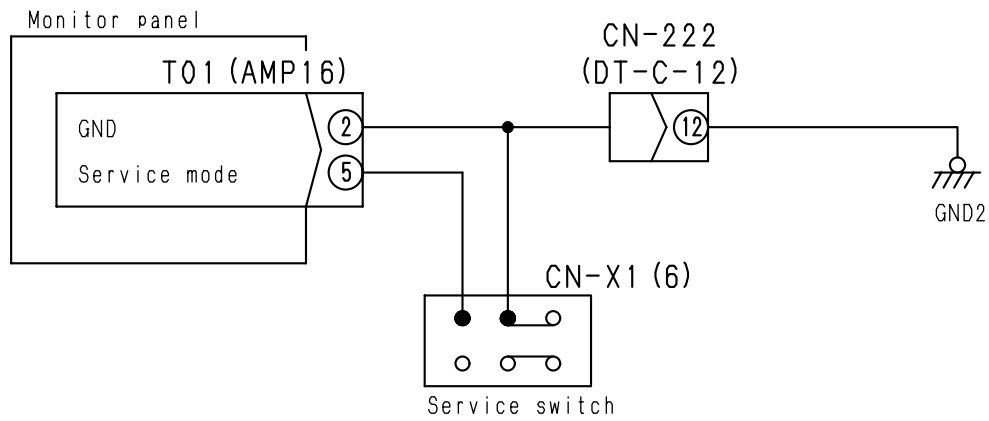 Monitor panel
T01 (AMP16)
CN-222
(DT-C-12)
GND
2
12
Service mode
5
GND2
CN-X1 (6)
Service switch